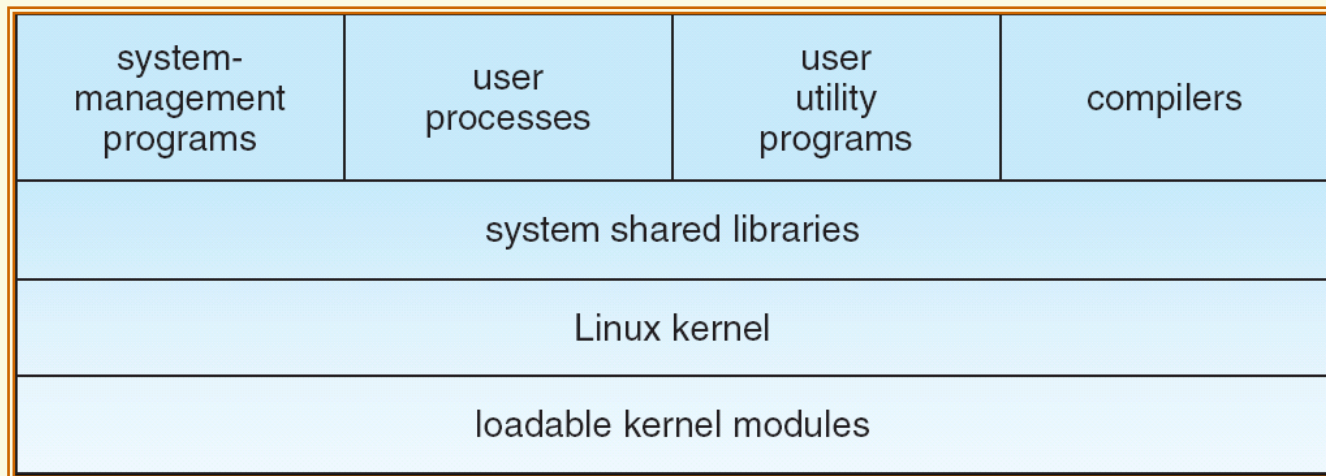 system-
management
programs
user
processes
user
utility
programs
compilers
system shared libraries
Linux kernel
loadable kernel modules